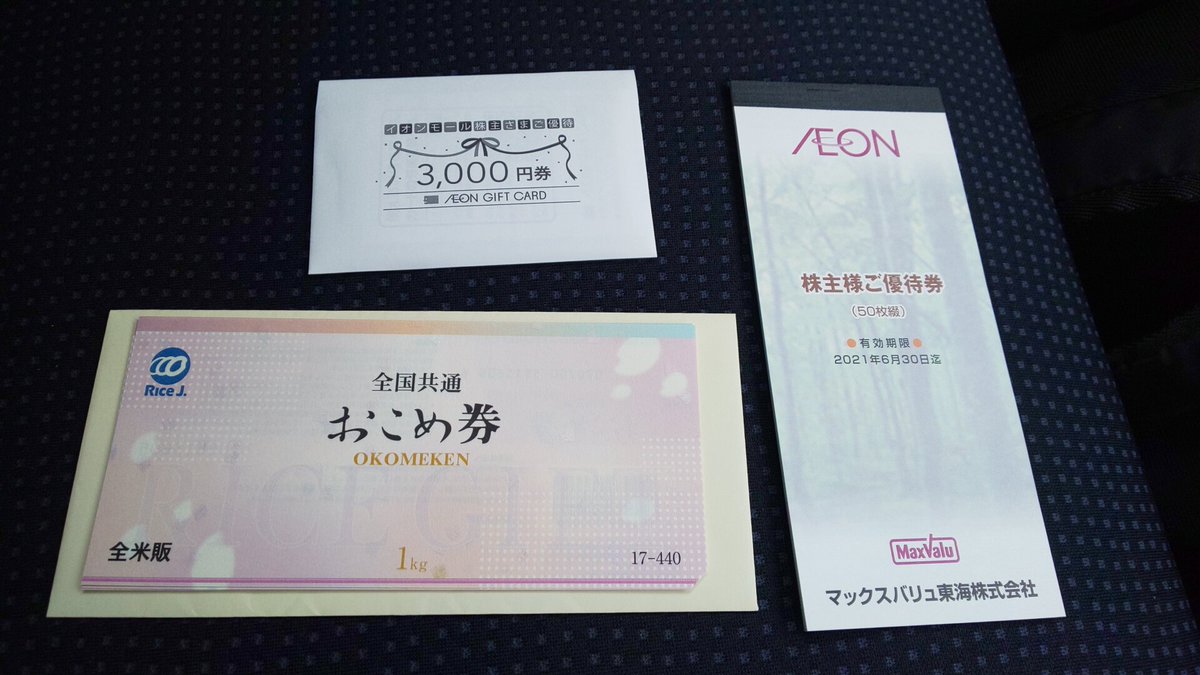 イオンモール株主さまご優待
3,000円券
ÆON GIFT CARD
Rice J.
全国共通
おこめ券
OKOMEKEN
RICE GIFT
全米販
1kg
17-440
ÆON
株主様ご優待券
(50枚綴)
●有効期限●
2021年6月30日迄
MaxValu
マックスバリュ東海株式会社